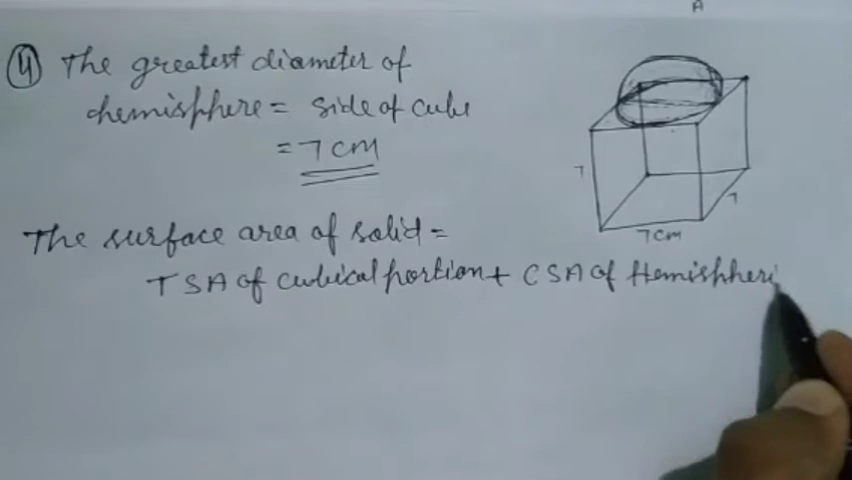 A
(4) The greatest diameter of
hemisphere = side of cube
= 7 cm
The surface area of solid =
TSA of cubical portion + CSA of Hemispheri
7
7
7cm